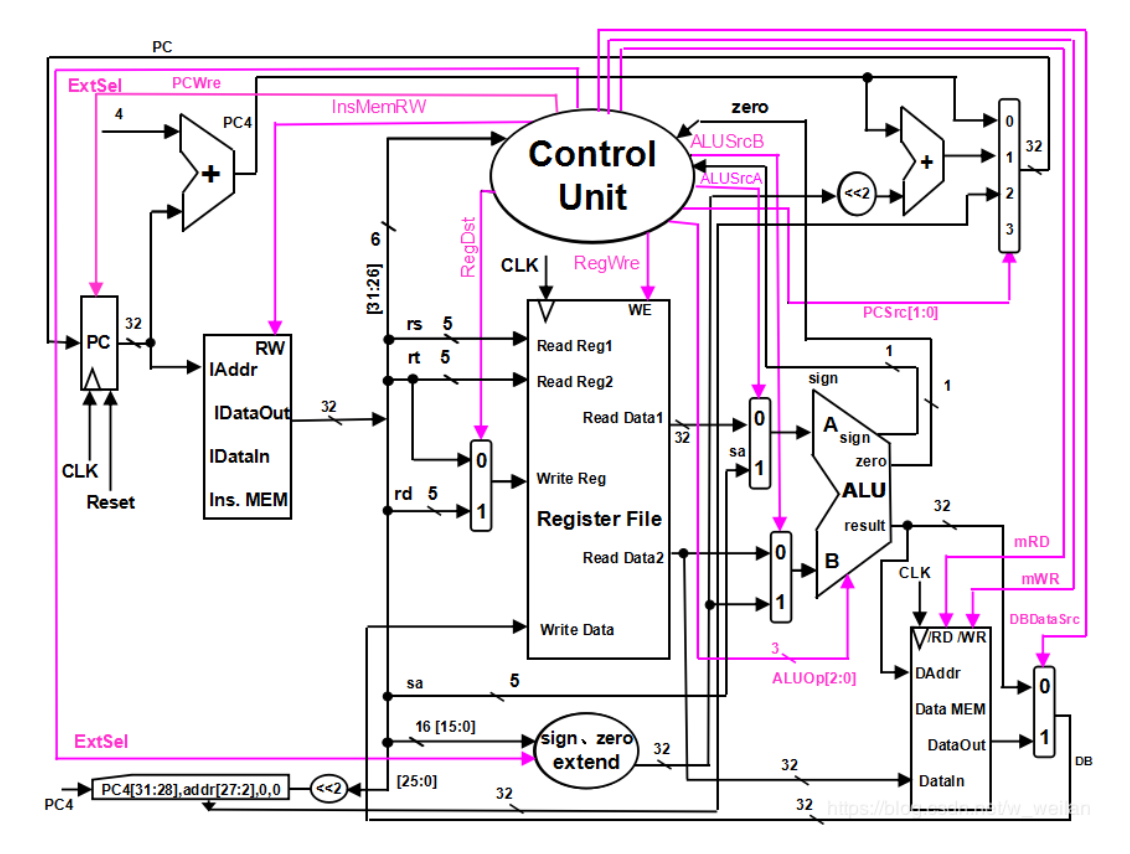 PC
ExtSel
PCWre
InsMemRW
4
PC4
+
zero
ALUSrcB
ALUSrcA
Control
Unit
<<2
+
0
1
2
3
32
6
[31:26]
RegDst
CLK
RegWre
PCSrc[1:0]
PC
32
CLK
Reset
RW
IAddr
IDataOut
IDataIn
Ins. MEM
32
rs
5
rt
5
rd
5
0
1
WE
Read Reg1
Read Reg2
Read Data1
Write Reg
Register File
Read Data2
Write Data
32
sa
0
1
0
1
sign
1
1
A
sign
zero
ALU
result
B
32
3
ALUOp[2:0]
CLK
mRD
mWR
DBDataSrc
/RD /WR
DAddr
Data MEM
DataOut
DataIn
0
1
DB
sa
5
16 [15:0]
sign、zero
extend
32
ExtSel
[25:0]
<<2
PC4[31:28],addr[27:2],0,0
PC4
32
32
32
https://blog.csdn.net/w_weilan